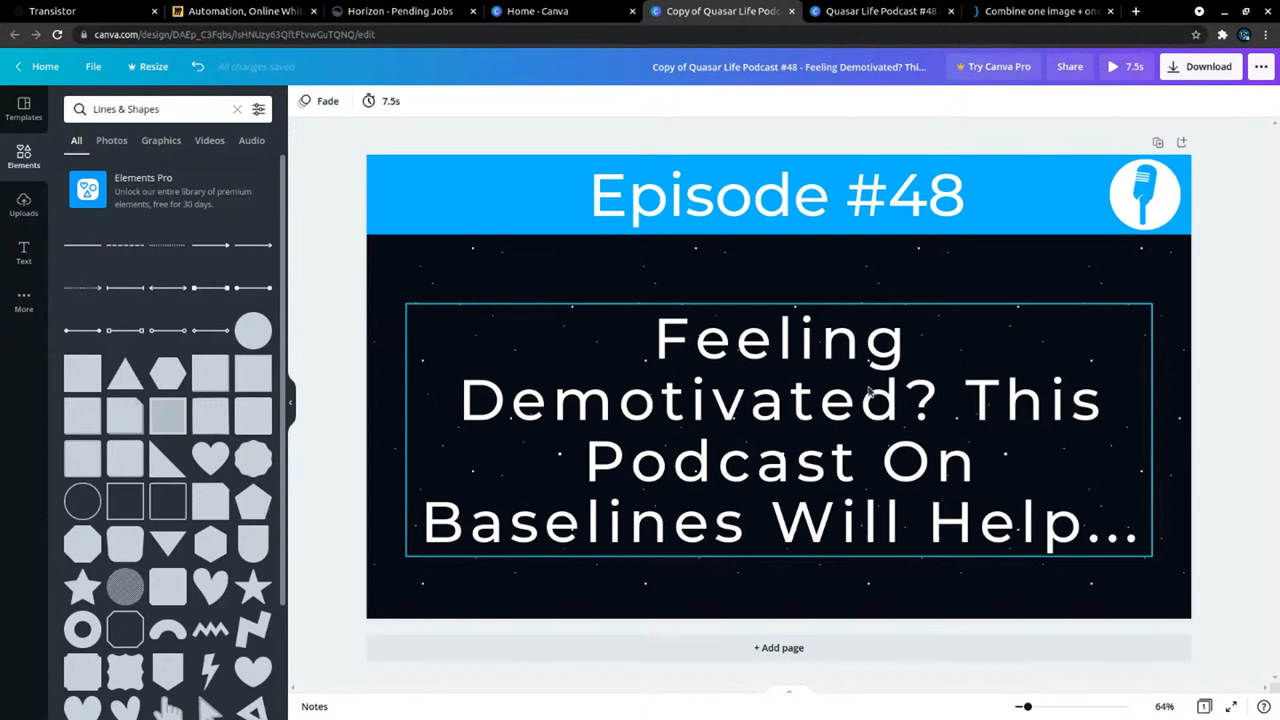 Transistor
Automation, Online Whit
Horizon - Pending Jobs
Home - Canva
Copy of Quasar Life Podc
Quasar Life Podcast #48 -
Combine one image + one
canva.com/design/DAEp_C3Fqbs/IsHNUzy63QftFtvwGuTQNQ/edit
Home
File
Resize
All changes saved
Copy of Quasar Life Podcast #48 - Feeling Demotivated? Thi...
Try Canva Pro
Share
7.5s
Download
Templates
Elements
Uploads
Text
More
Lines & Shapes
All
Photos
Graphics
Videos
Audio
Elements Pro
Unlock our entire library of premium
elements, free for 30 days.
Fade
7.5s
Episode #48
Feeling
Demotivated? This
Podcast On
Baselines Will Help...
+ Add page
Notes
64%
1